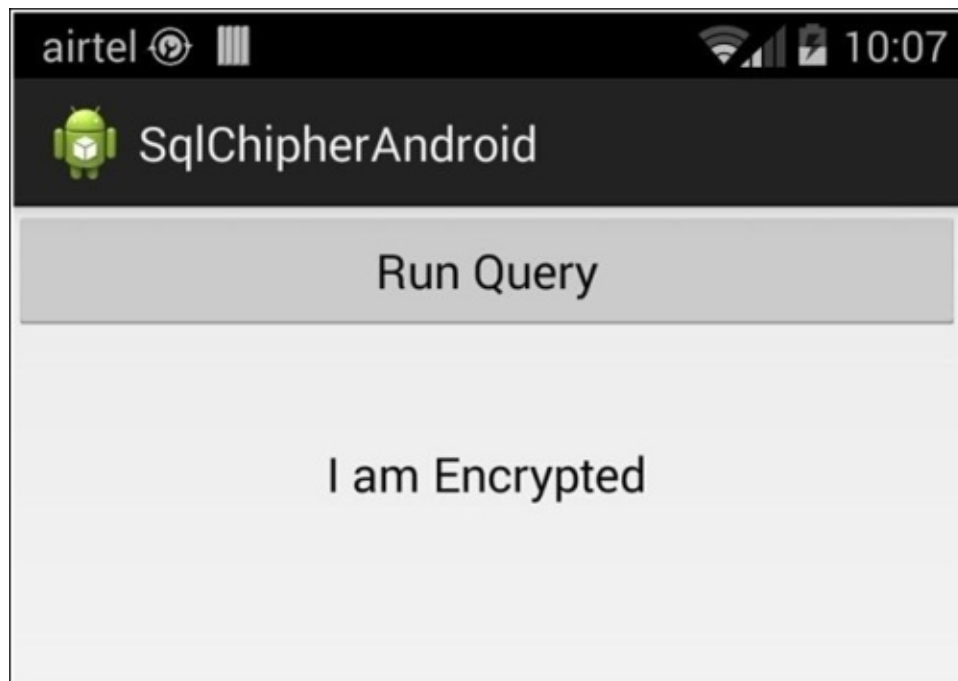 airtel 10:07
SqlChipherAndroid
Run Query
I am Encrypted